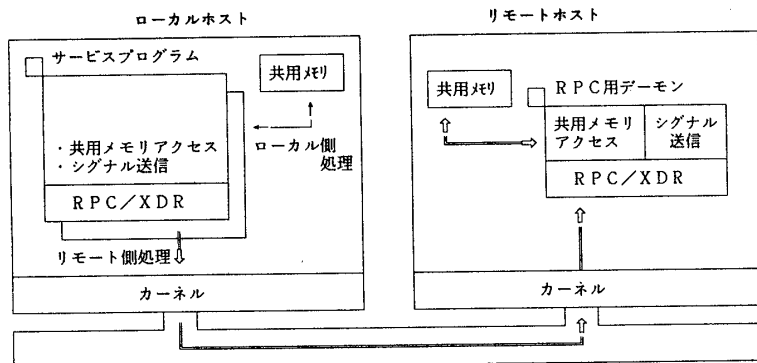 ローカルホスト
サービスプログラム
共用メモリ
・共用メモリアクセス
・シグナル送信
ローカル側
処理
RPC/XDR
リモート側処理
カーネル
リモートホスト
共用メモリ
RPC用デーモン
共用メモリ
アクセス
シグナル
送信
RPC/XDR
カーネル